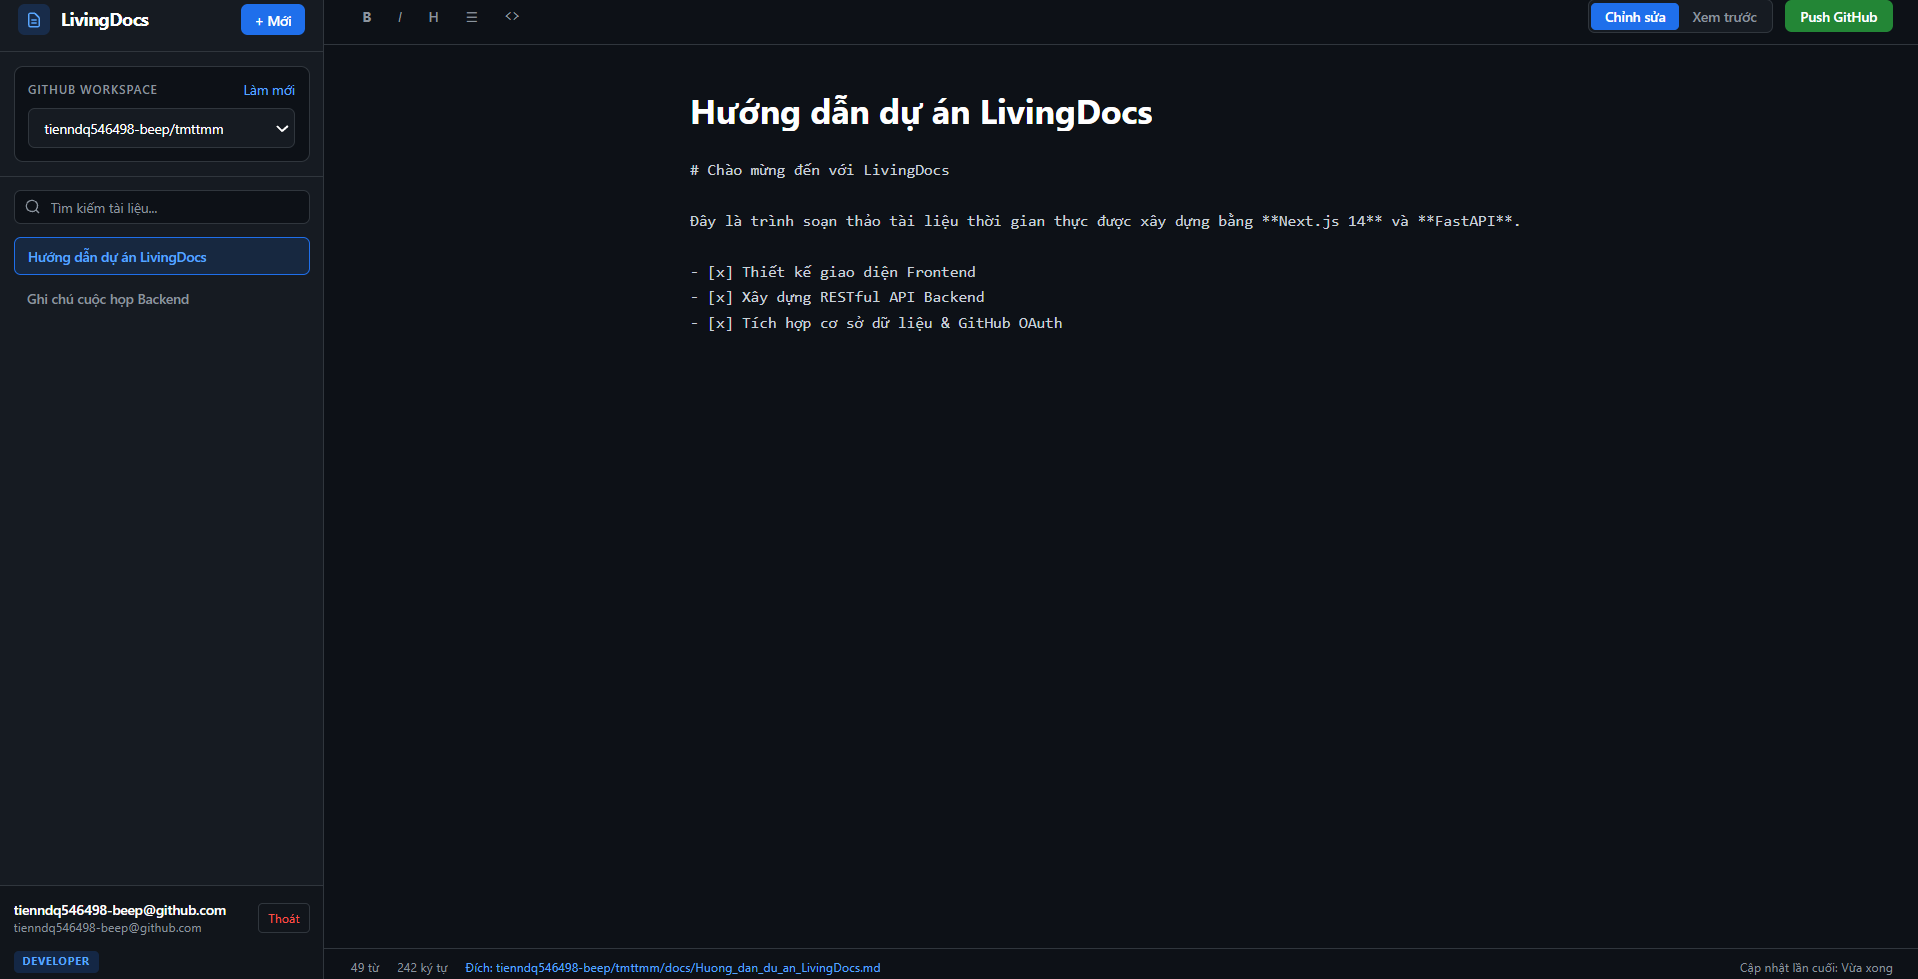 LivingDocs
+ Mới
B I H ☰ <>
Chỉnh sửa
Xem trước
Push GitHub
GITHUB WORKSPACE
Làm mới
tienndq546498-beep/tmttmm
Tìm kiếm tài liệu...
Hướng dẫn dự án LivingDocs
Ghi chú cuộc họp Backend
Hướng dẫn dự án LivingDocs
# Chào mừng đến với LivingDocs
Đây là trình soạn thảo tài liệu thời gian thực được xây dựng bằng **Next.js 14** và **FastAPI**.
- [x] Thiết kế giao diện Frontend
- [x] Xây dựng RESTful API Backend
- [x] Tích hợp cơ sở dữ liệu & GitHub OAuth
tienndq546498-beep@github.com
tienndq546498-beep@github.com
Thoát
DEVELOPER
49 từ
242 ký tự
Đích: tienndq546498-beep/tmttmm/docs/Huong_dan_du_an_LivingDocs.md
Cập nhật lần cuối: Vừa xong